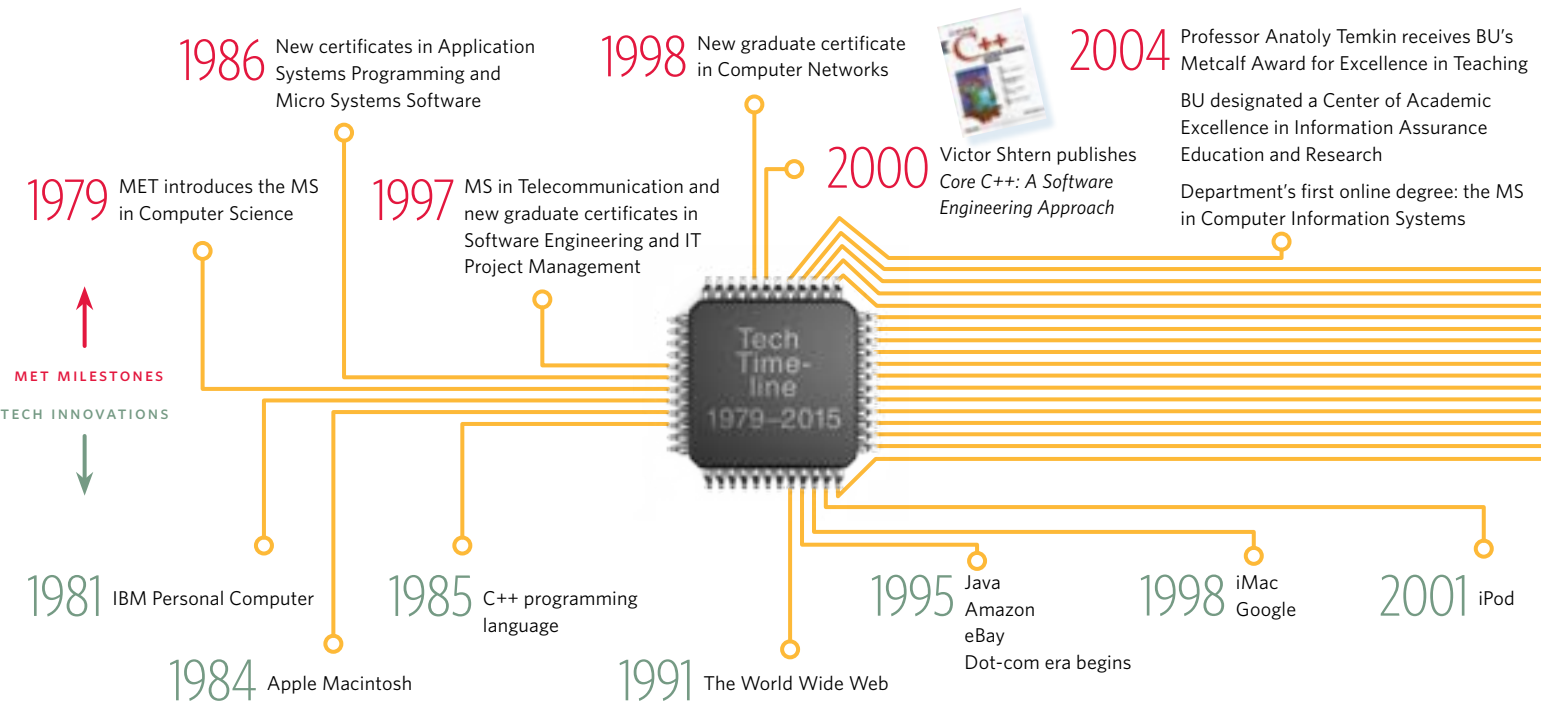 1986
New certificates in Application
Systems Programming and
Micro Systems Software
1998
New graduate certificate
in Computer Networks
C++
2004
Professor Anatoly Temkin receives BU's
Metcalf Award for Excellence in Teaching
BU designated a Center of Academic
Excellence in Information Assurance
Education and Research
Department's first online degree: the MS
in Computer Information Systems
1979
MET introduces the MS
in Computer Science
1997
MS in Telecommunication and
new graduate certificates in
Software Engineering and IT
Project Management
2000
Victor Shtern publishes
Core C++: A Software
Engineering Approach
MET MILESTONES
TECH INNOVATIONS
Tech
Time-
line
1979–2015
1981
IBM Personal Computer
1985
C++ programming
language
1995
Java
Amazon
eBay
Dot-com era begins
1998
iMac
Google
2001
iPod
1984
Apple Macintosh
1991
The World Wide Web